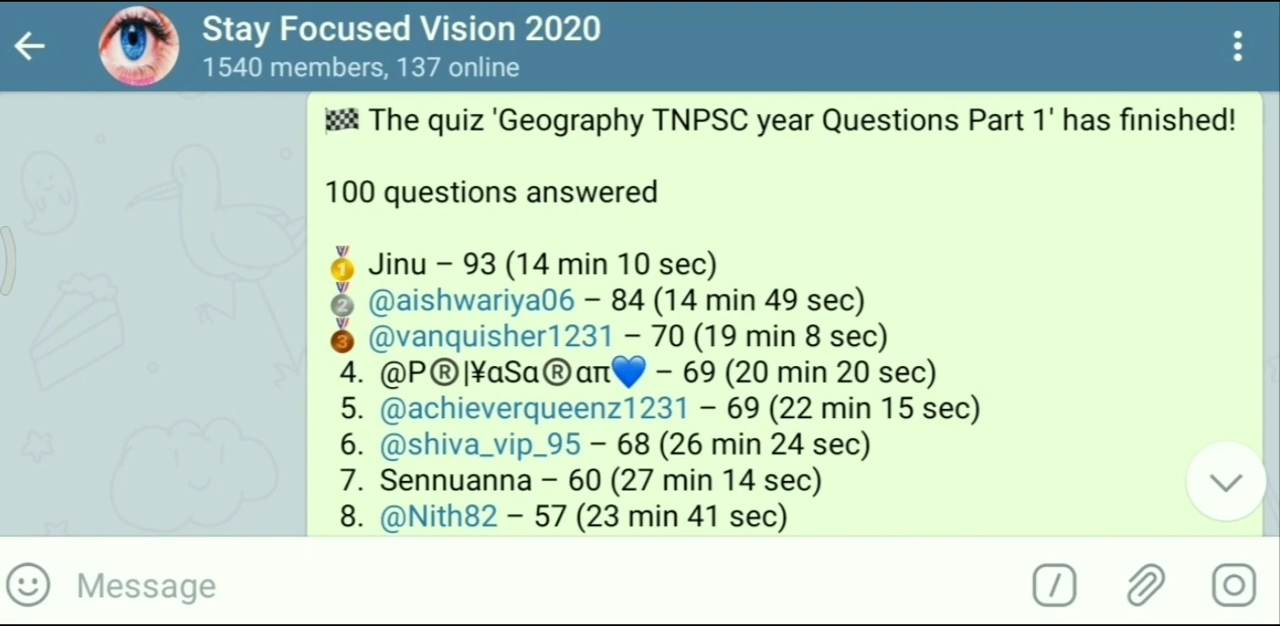 Stay Focused Vision 2020
1540 members, 137 online
🏁 The quiz 'Geography TNPSC year Questions Part 1' has finished!
100 questions answered
🥇 Jinu – 93 (14 min 10 sec)
🥈 @aishwariya06 – 84 (14 min 49 sec)
🥉 @vanquisher1231 – 70 (19 min 8 sec)
4. @P®|¥ɑSɑ®ɑπ💙 – 69 (20 min 20 sec)
5. @achieverqueenz1231 – 69 (22 min 15 sec)
6. @shiva_vip_95 – 68 (26 min 24 sec)
7. Sennuanna – 60 (27 min 14 sec)
8. @Nith82 – 57 (23 min 41 sec)
Message